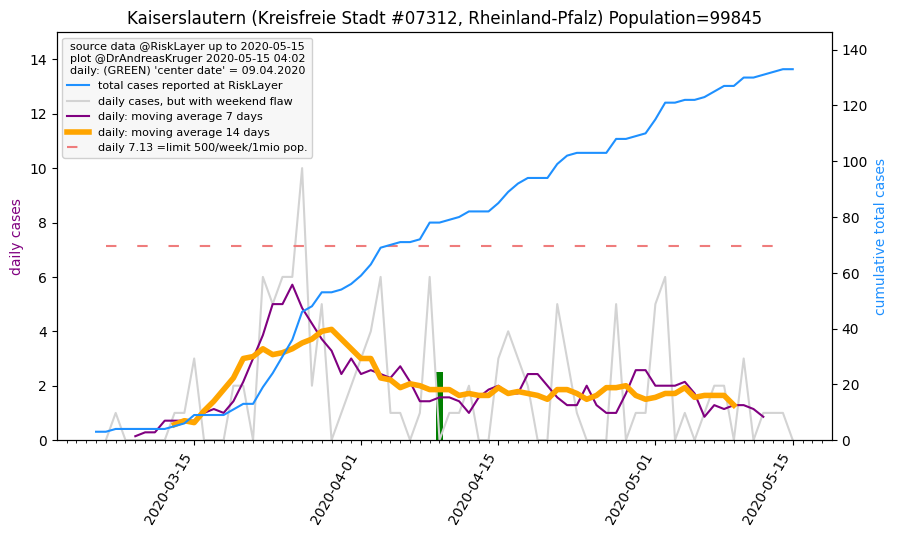 Kaiserslautern (Kreisfreie Stadt #07312, Rheinland-Pfalz) Population=99845
source data @RiskLayer up to 2020-05-15
plot @DrAndreasKruger 2020-05-15 04:02
daily: (GREEN) 'center date' = 09.04.2020
total cases reported at RiskLayer
daily cases, but with weekend flaw
daily: moving average 7 days
daily: moving average 14 days
daily 7.13 =limit 500/week/1mio pop.
daily cases
14
12
10
8
6
4
2
0
140
120
100
80
60
40
20
0
cumulative total cases
2020-03-15
2020-04-01
2020-04-15
2020-05-01
2020-05-15